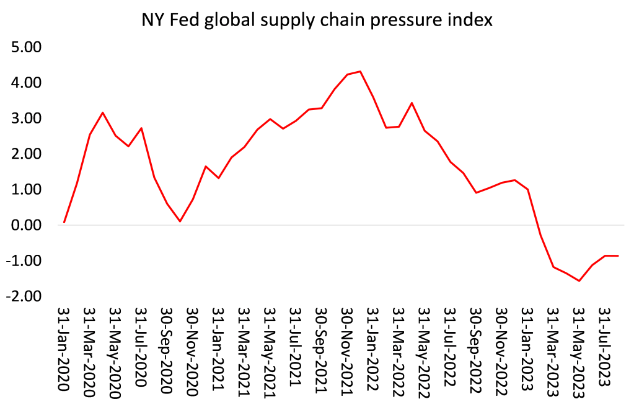 NY Fed global supply chain pressure index
5.00
4.00
3.00
2.00
1.00
0.00
-1.00
-2.00
31-Jan-2020
31-Mar-2020
31-May-2020
31-Jul-2020
30-Sep-2020
30-Nov-2020
31-Jan-2021
31-Mar-2021
31-May-2021
31-Jul-2021
30-Sep-2021
30-Nov-2021
31-Jan-2022
31-Mar-2022
31-May-2022
31-Jul-2022
30-Sep-2022
30-Nov-2022
31-Jan-2023
31-Mar-2023
31-May-2023
31-Jul-2023